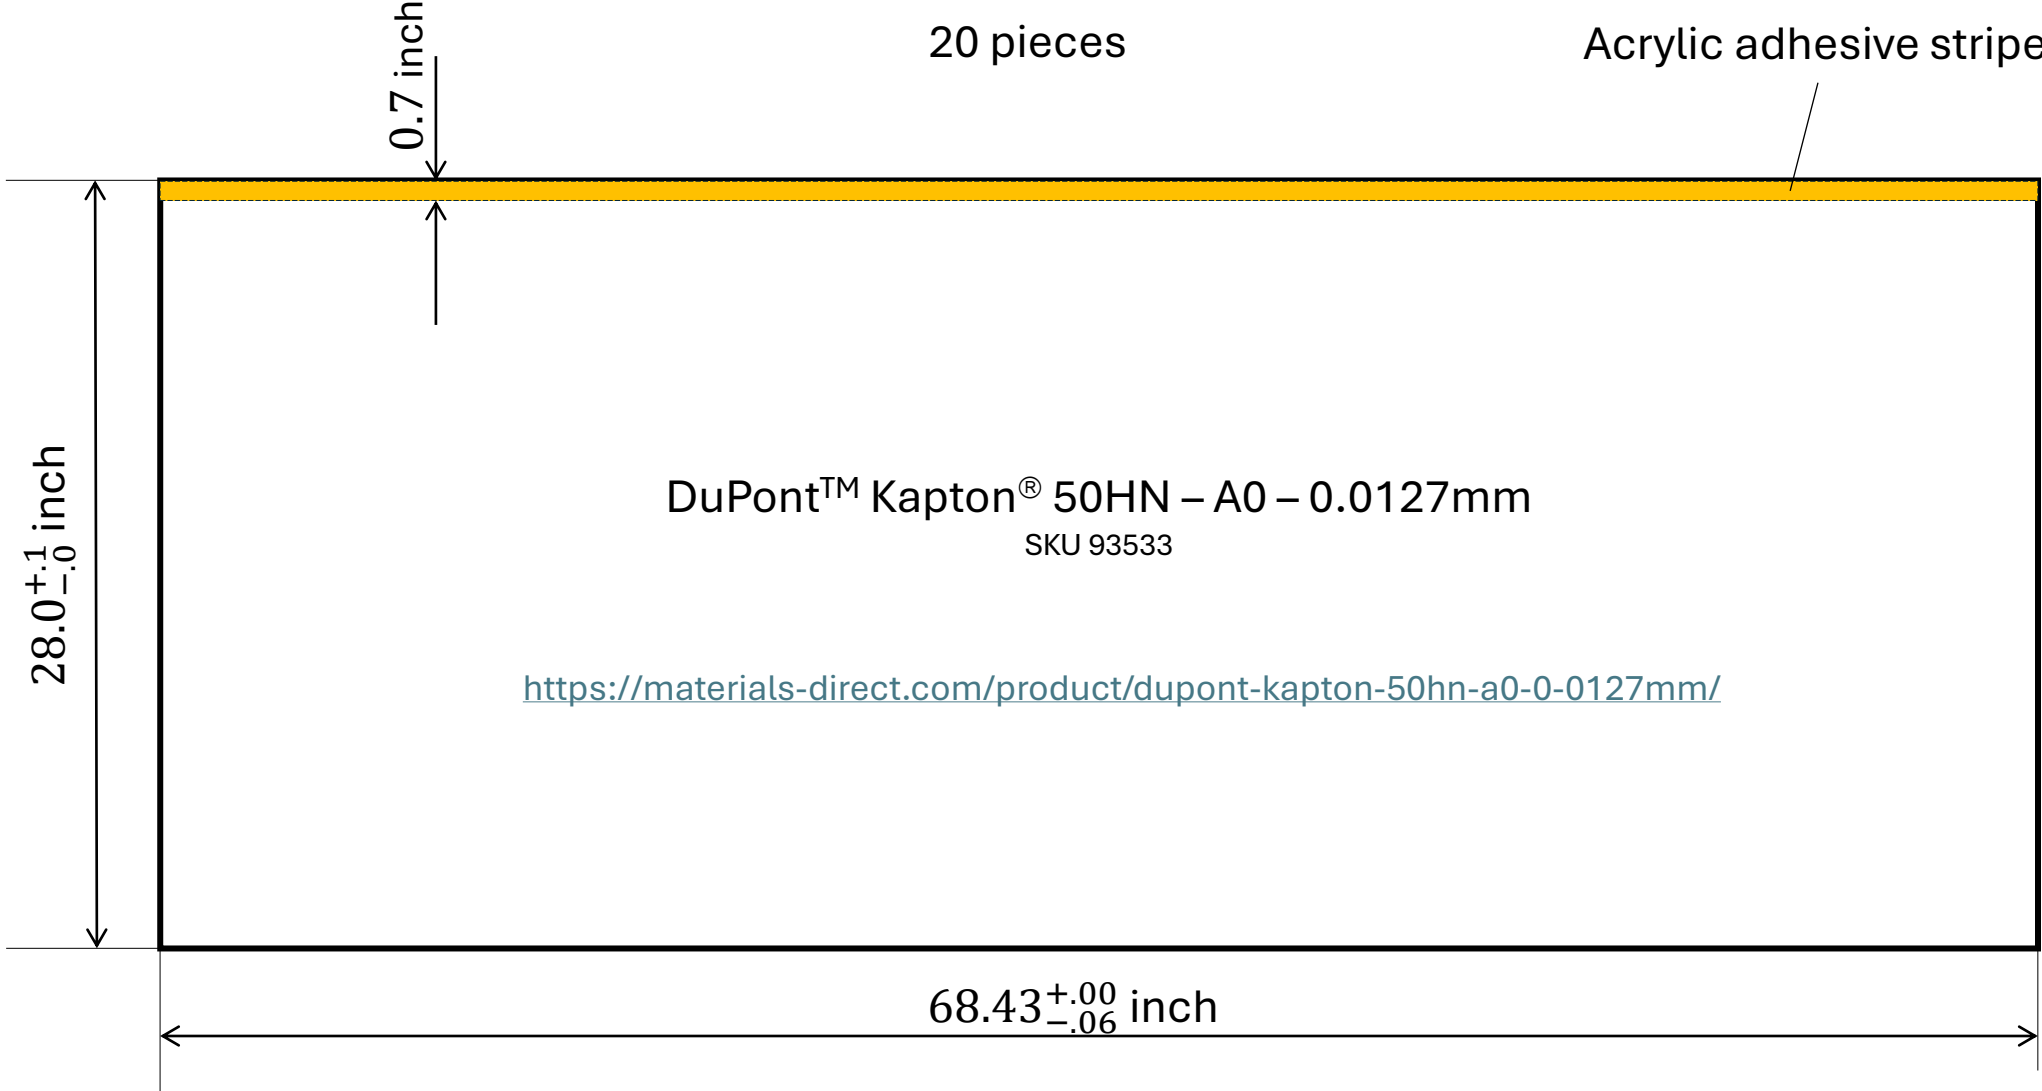 0.7 inch
20 pieces
Acrylic adhesive stripe
28.0 +.1 −.0 inch
DuPont™ Kapton® 50HN – A0 – 0.0127mm
SKU 93533
https://materials-direct.com/product/dupont-kapton-50hn-a0-0-0127mm/
68.43 +.00 −.06 inch